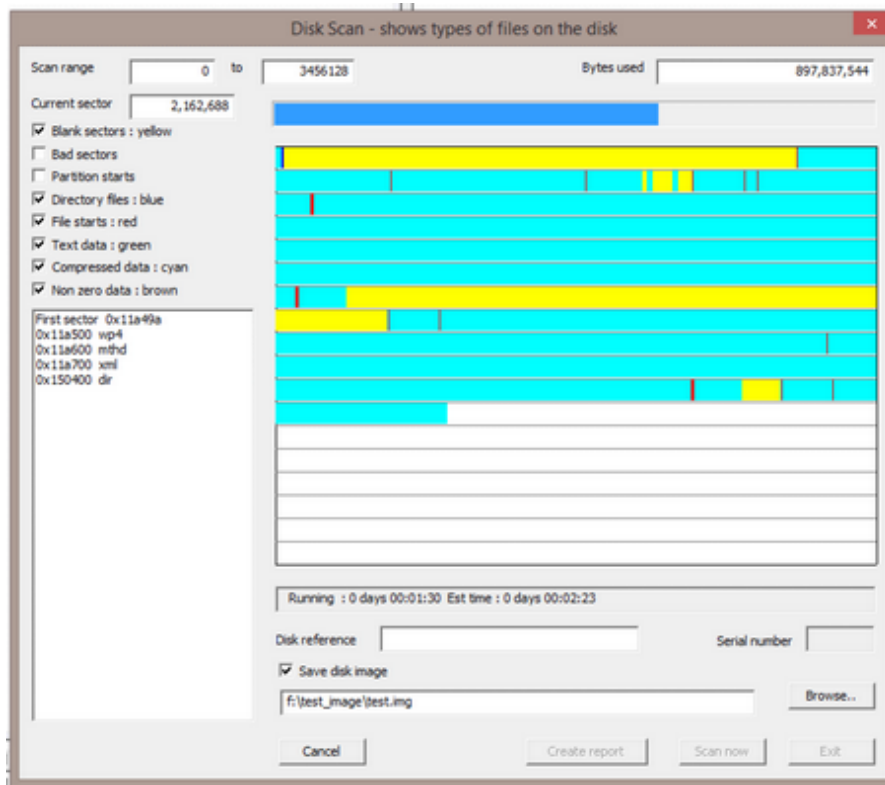 Disk Scan - shows types of files on the disk
Scan range 0 to 3456128 Bytes used 897,837,544
Current sector 2,162,688
Blank sectors : yellow
Bad sectors
Partition starts
Directory files : blue
File starts : red
Text data : green
Compressed data : cyan
Non zero data : brown
First sector 0x11a49a
0x11a500 wp4
0x11a600 mthd
0x11a700 xml
0x150400 dir
Running : 0 days 00:01:30 Est time : 0 days 00:02:23
Disk reference Serial number
Save disk image
f:\test_image\test.img Browse..
Cancel Create report Scan now Exit